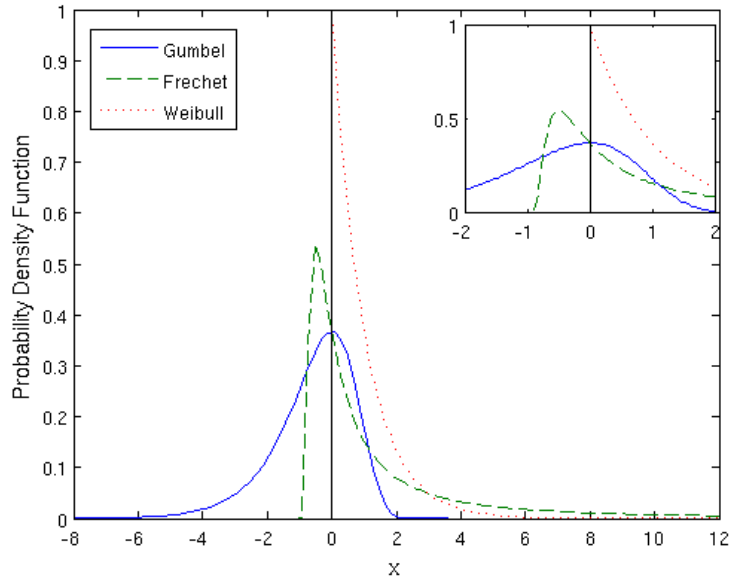 1
0.9
0.8
0.7
0.6
0.5
0.4
0.3
0.2
0.1
0
Probability Density Function
-8 -6 -4 -2 0 2 4 6 8 10 12
x
Gumbel
Frechet
Weibull
1
0.5
0
-2 -1 0 1 2